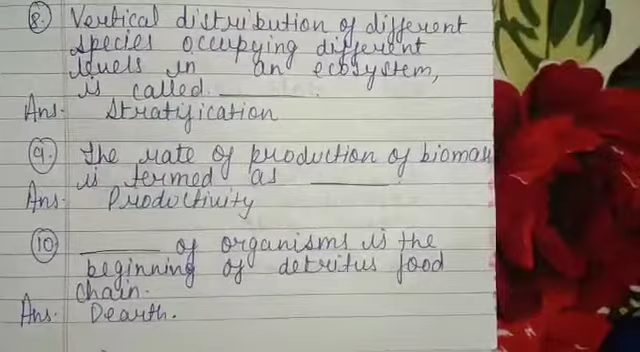 8. Vertical distribution of different
species occupying different
levels in an ecosystem,
is called ______.
Ans. Stratification
9. The rate of production of biomass
is termed as ______.
Ans. Productivity
10 ______ of organisms is the
beginning of detritus food
chain.
Ans. Dearth.